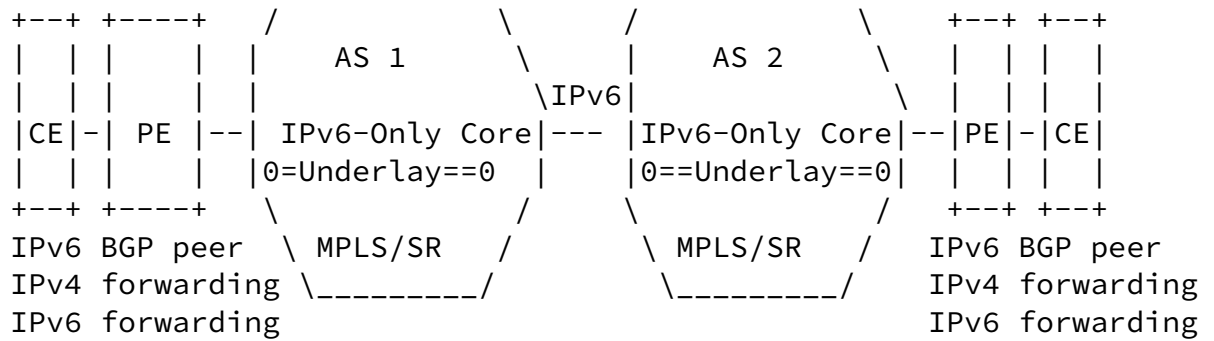 +--+ +----+   /           \      /           \    +--+ +--+
|  | |    |  |    AS 1     \     |   AS 2     \   |  | |  |
|  | |    |  |              \IPv6|             \  |  | |  |
|CE|-| PE |--| IPv6-Only Core|--- |IPv6-Only Core|--|PE|-|CE|
|  | |    |  |0=Underlay==0  |    |0==Underlay==0|  |  | |  |
+--+ +----+   \             /     \             /   +--+ +--+
IPv6 BGP peer  \ MPLS/SR   /       \ MPLS/SR   /   IPv6 BGP peer
IPv4 forwarding \_________/         \_________/    IPv4 forwarding
IPv6 forwarding                                    IPv6 forwarding